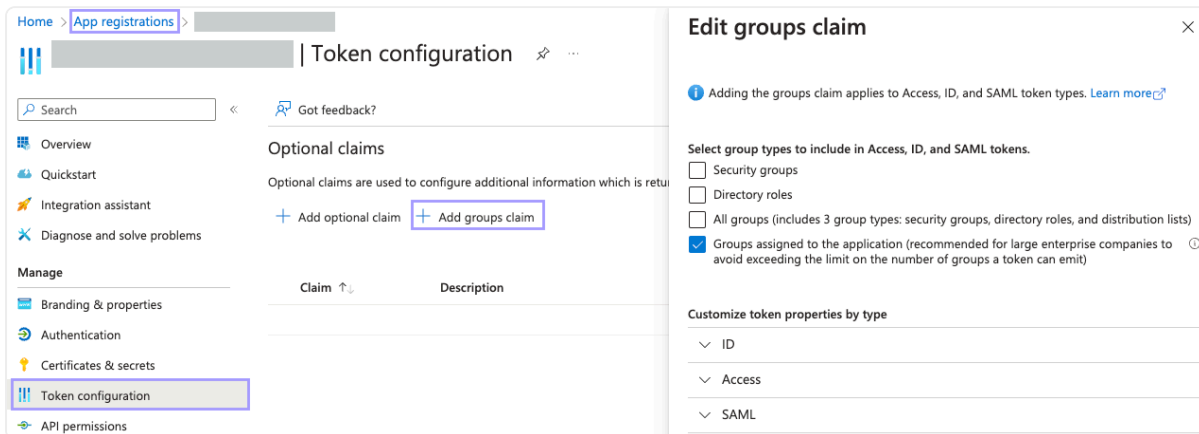 Home > App registrations >
| Token configuration
Search
Overview
Quickstart
Integration assistant
Diagnose and solve problems
Manage
Branding & properties
Authentication
Certificates & secrets
Token configuration
API permissions
Got feedback?
Optional claims
Optional claims are used to configure additional information which is retu
Add optional claim
Add groups claim
Claim
Description
Edit groups claim
Adding the groups claim applies to Access, ID, and SAML token types. Learn more
Select group types to include in Access, ID, and SAML tokens.
Security groups
Directory roles
All groups (includes 3 group types: security groups, directory roles, and distribution lists)
Groups assigned to the application (recommended for large enterprise companies to
avoid exceeding the limit on the number of groups a token can emit)
Customize token properties by type
ID
Access
SAML